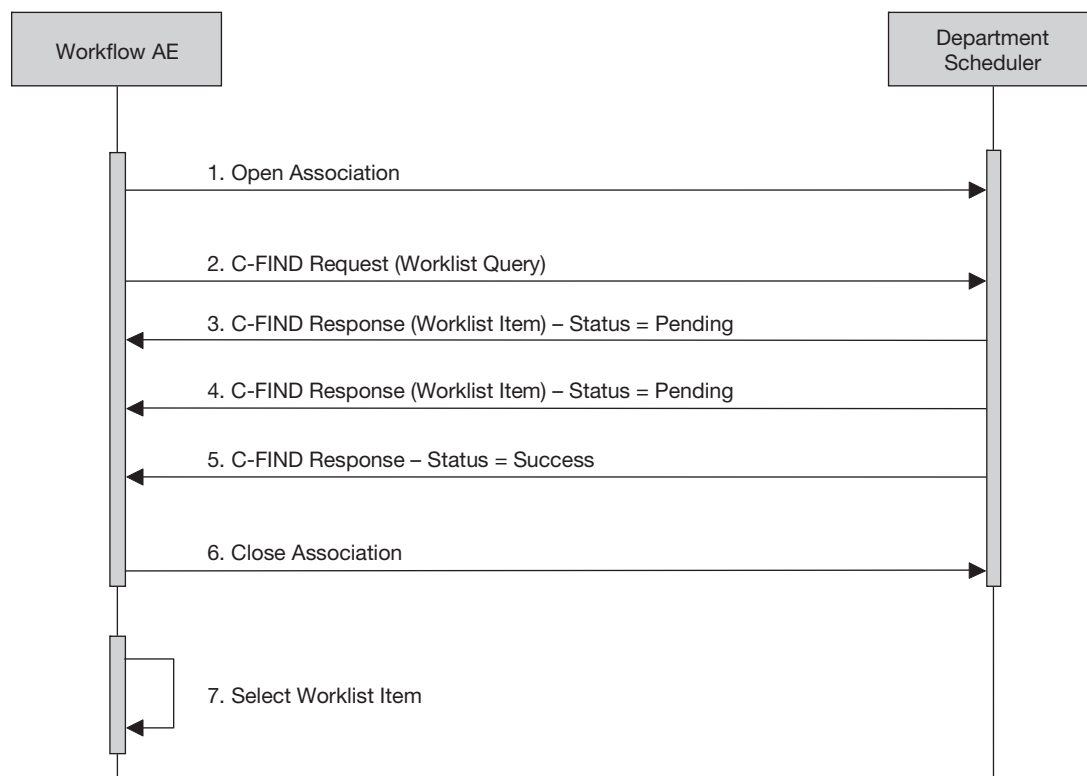 Workflow AE
Department
Scheduler
1. Open Association
2. C-FIND Request (Worklist Query)
3. C-FIND Response (Worklist Item) – Status = Pending
4. C-FIND Response (Worklist Item) – Status = Pending
5. C-FIND Response – Status = Success
6. Close Association
7. Select Worklist Item